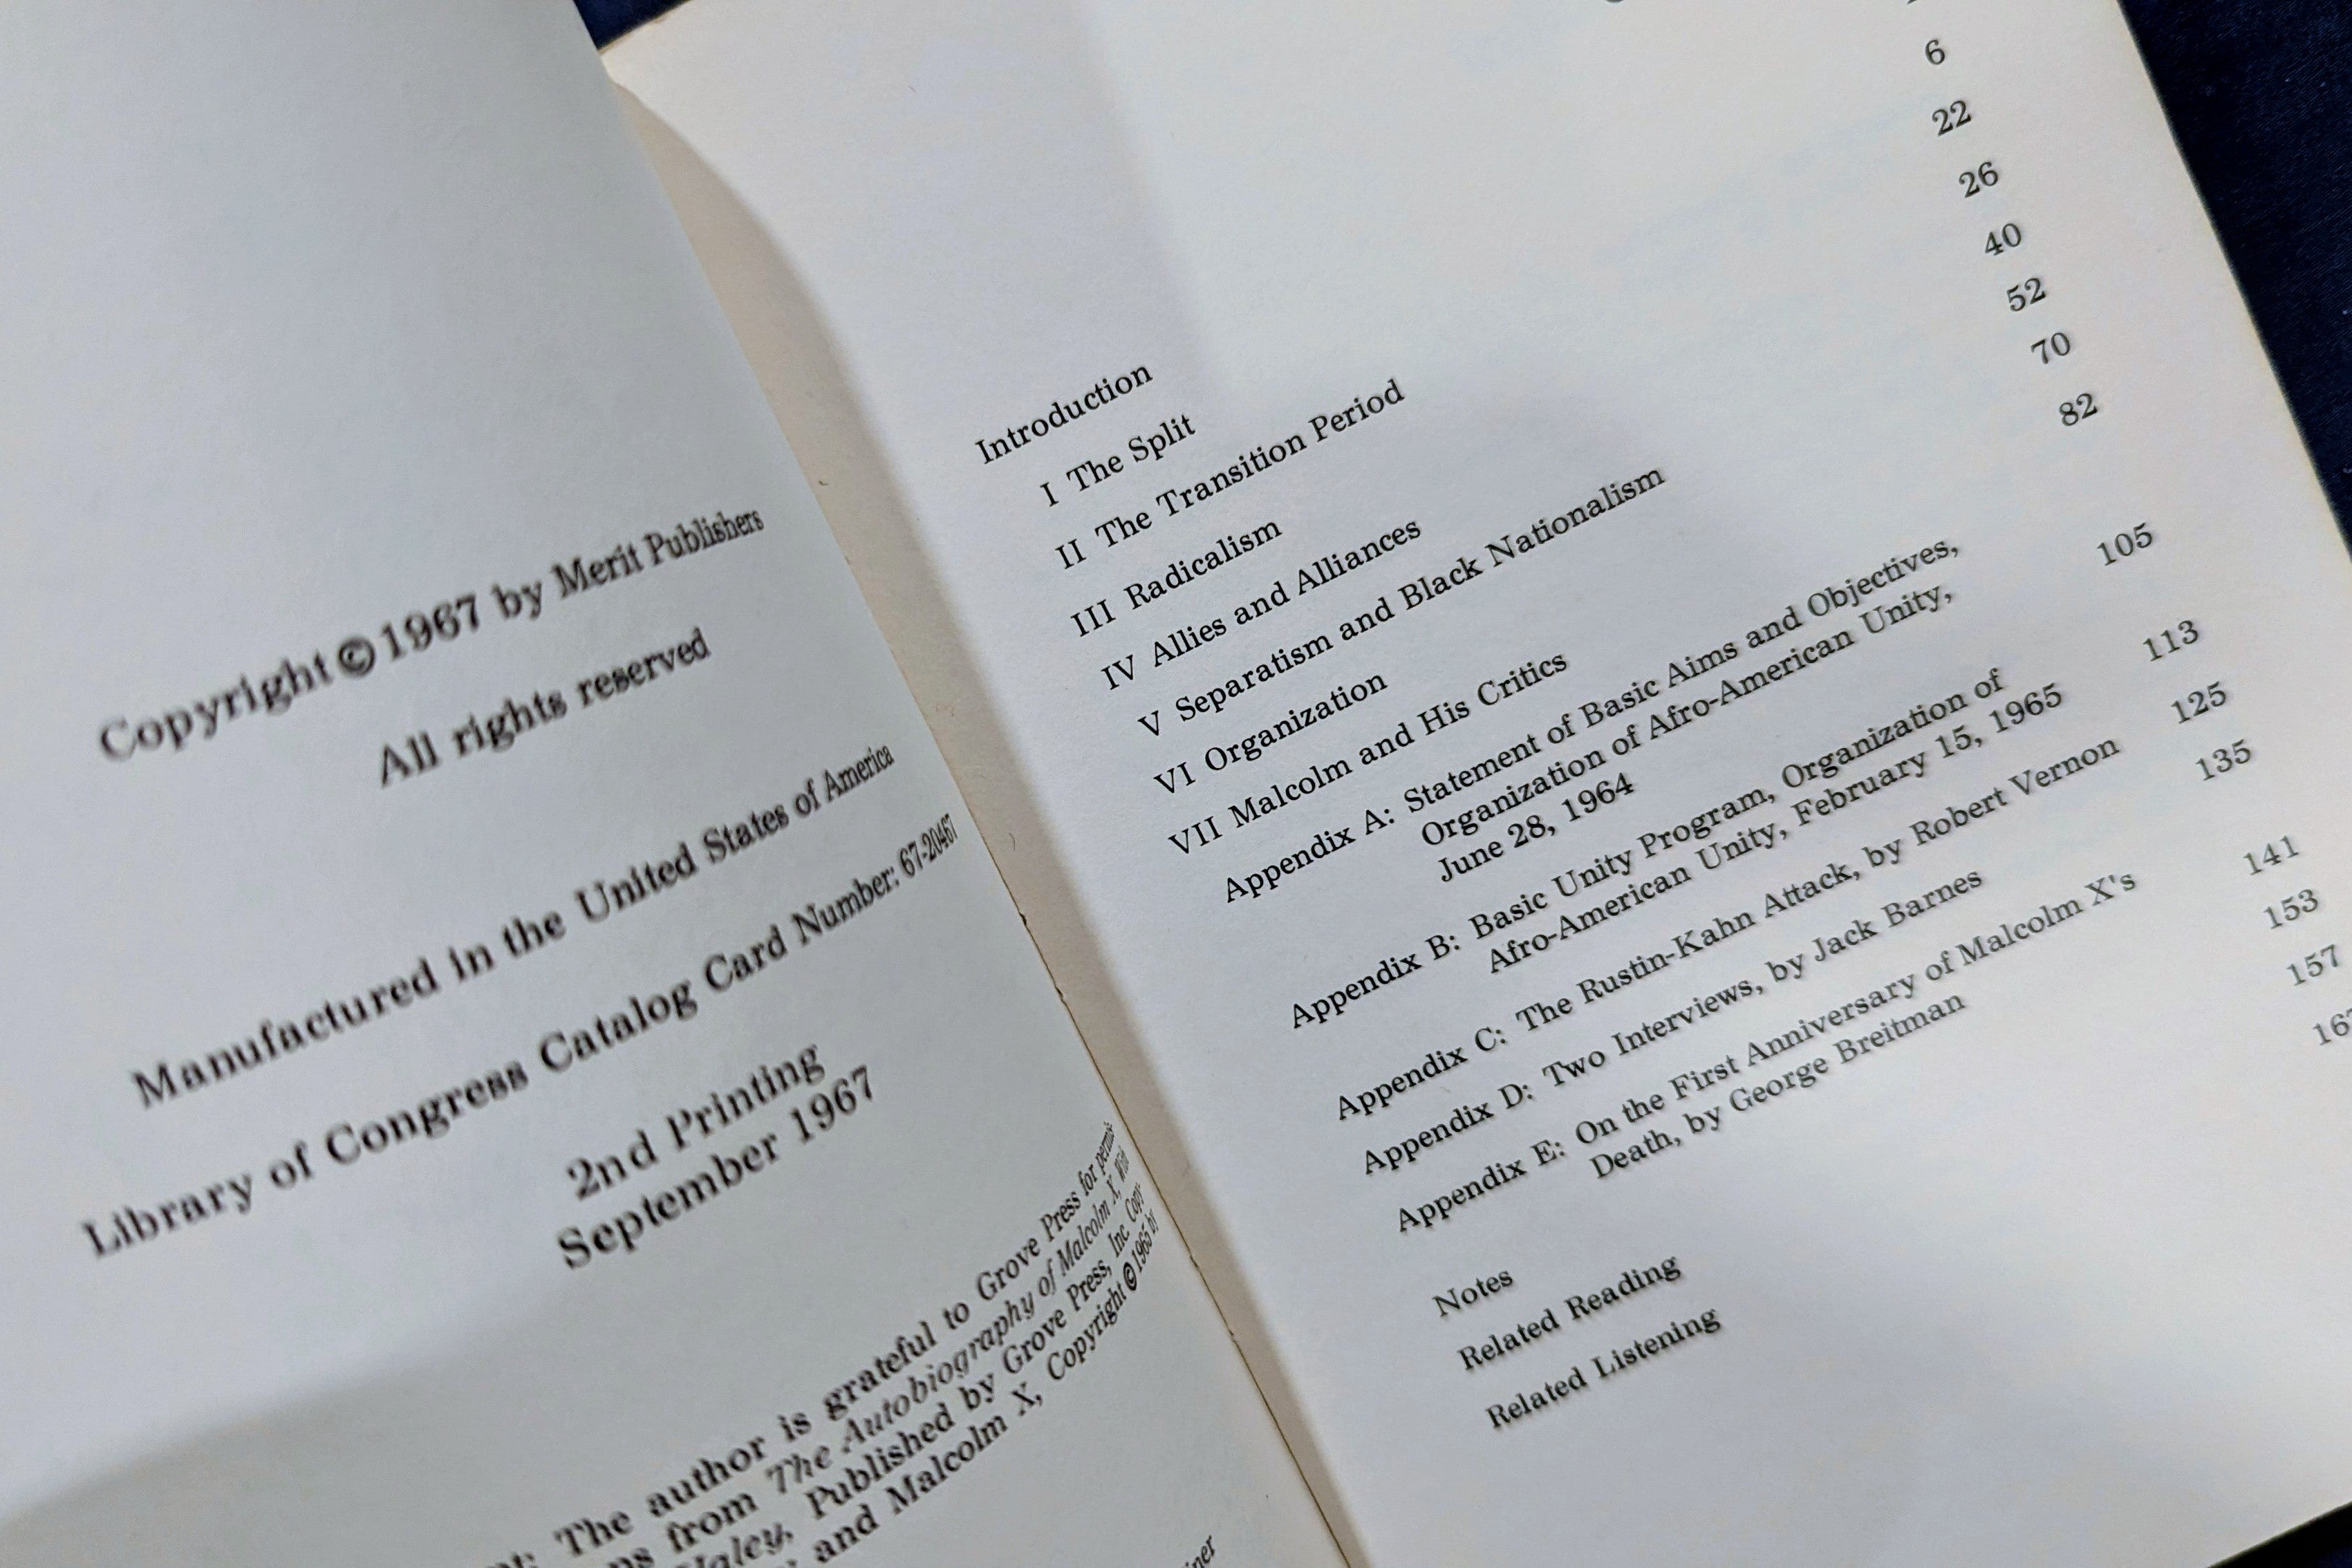 Copyright © 1967 by Merit Publishers
All rights reserved
Manufactured in the United States of America
Library of Congress Catalog Card Number: 67-20467
2nd Printing
September 1967
The author is grateful to Grove Press for
from The Autobiography of Malcolm X, With
Haley, Published by Grove Press, Inc. Copy-
and Malcolm X, Copyright © 1965 by
Introduction
I The Split 6
II The Transition Period 22
III Radicalism 26
IV Allies and Alliances 40
V Separatism and Black Nationalism 52
VI Organization 70
VII Malcolm and His Critics 82
Appendix A: Statement of Basic Aims and Objectives,
Organization of Afro-American Unity,
June 28, 1964 105
Appendix B: Basic Unity Program, Organization of
Afro-American Unity, February 15, 1965 113
Appendix C: The Rustin-Kahn Attack, by Robert Vernon 125
Appendix D: Two Interviews, by Jack Barnes 135
Appendix E: On the First Anniversary of Malcolm X's
Death, by George Breitman 141
Notes 153
Related Reading 157
Related Listening